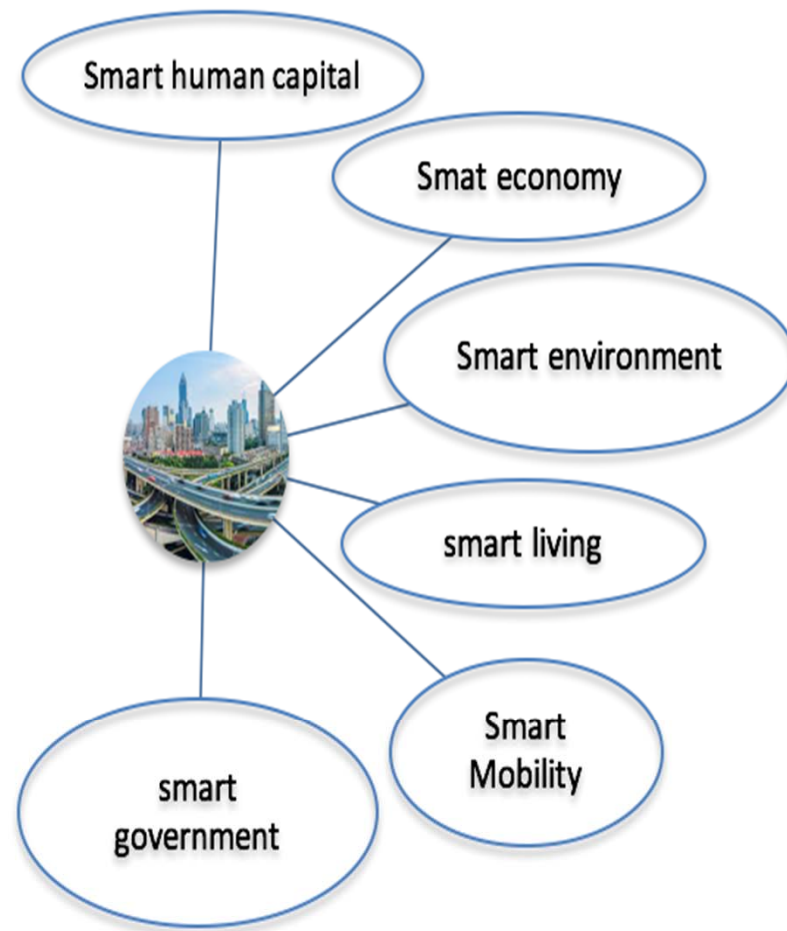 Smart human capital
Smat economy
Smart environment
smart living
Smart
Mobility
smart
government